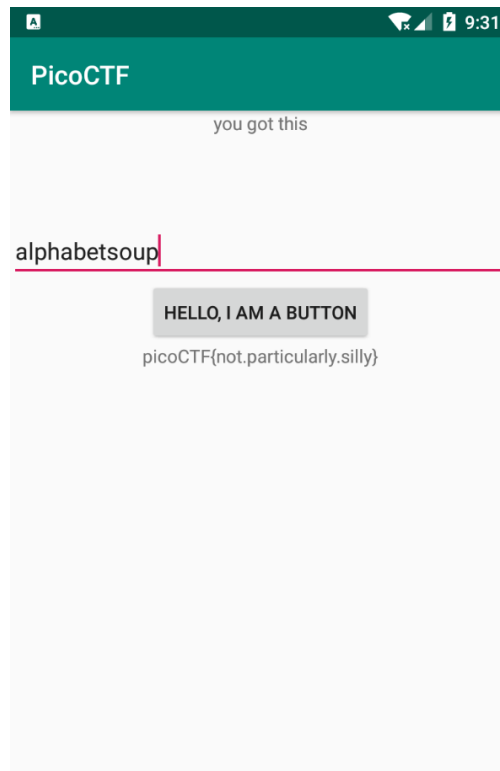 9:31
PicoCTF
you got this
alphabetsoup
HELLO, I AM A BUTTON
picoCTF{not.particularly.silly}